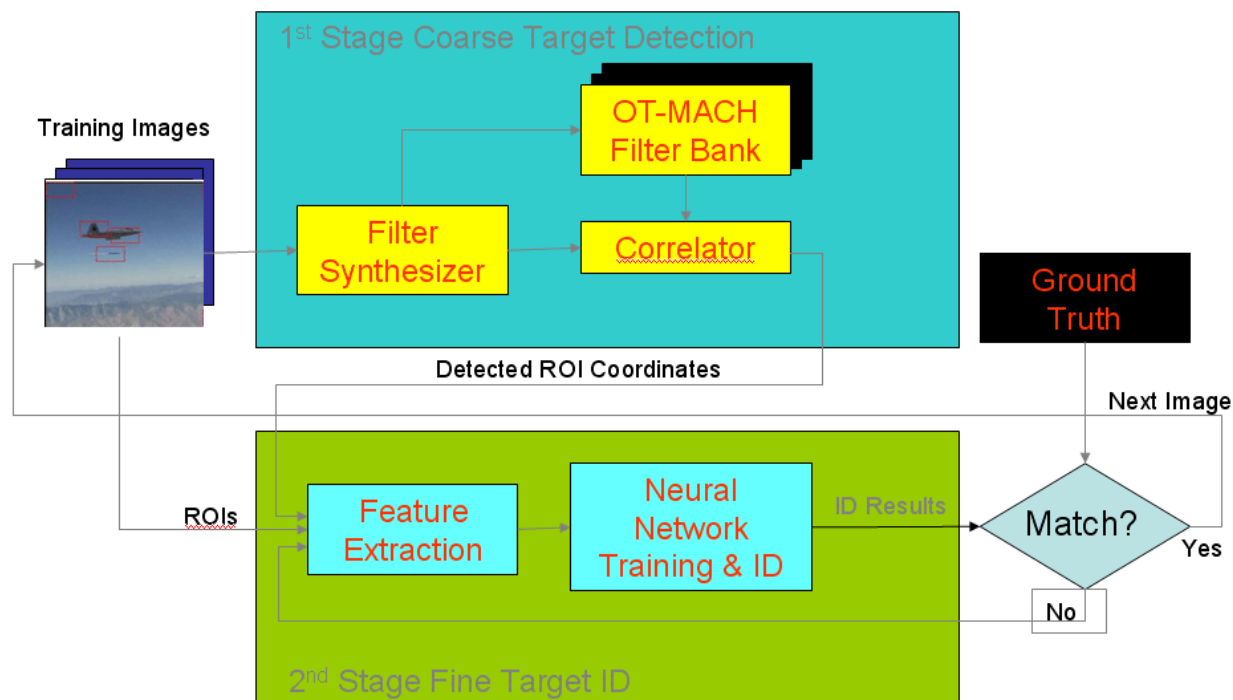 1st Stage Coarse Target Detection
OT-MACH
Filter Bank
Training Images
Filter
Synthesizer
Correlator
Ground
Truth
Detected ROI Coordinates
Next Image
Neural
Network
Training & ID
Feature
Extraction
ROIs
ID Results
Match?
Yes
No
2nd Stage Fine Target ID